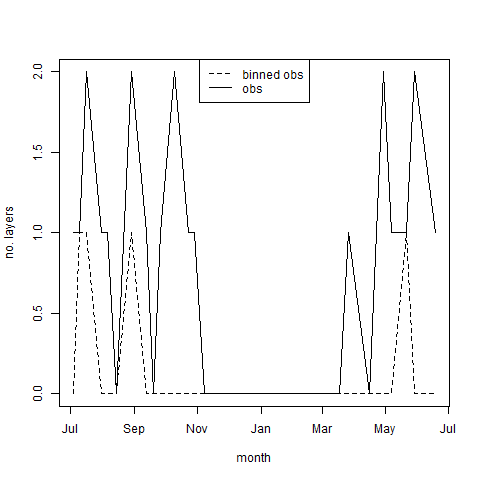 binned obs
obs
2.0
1.5
1.0
0.5
0.0
no. layers
Jul Sep Nov Jan Mar May Jul
month